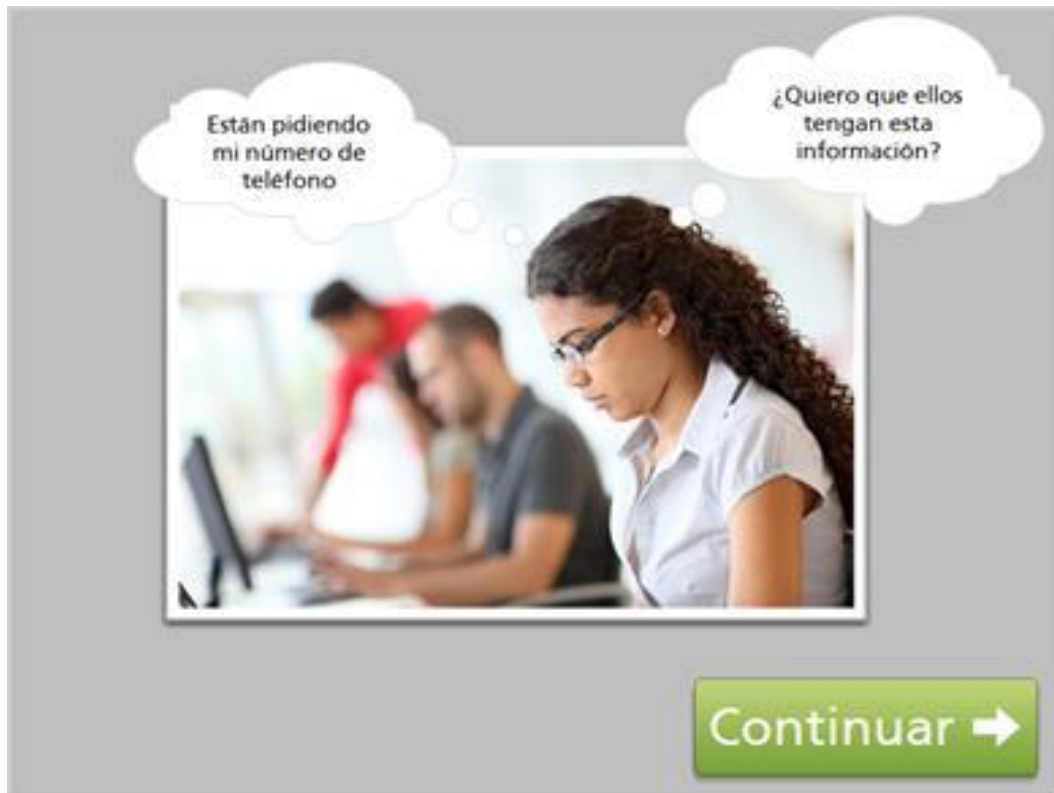 Están pidiendo
mi número de
teléfono
¿Quiero que ellos
tengan esta
información?
Continuar